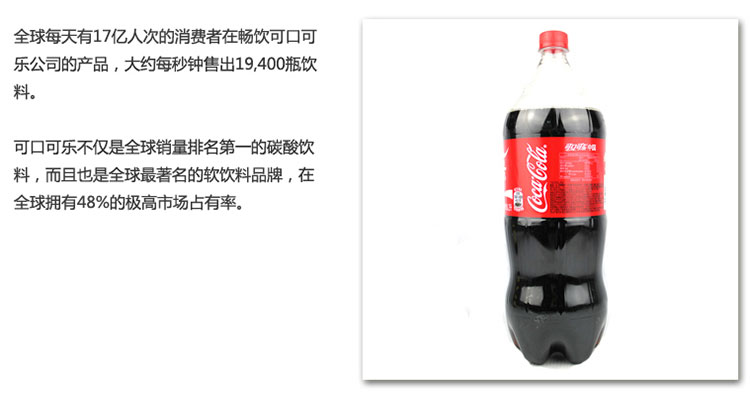 全球每天有17亿人次的消费者在畅饮可口可
乐公司的产品，大约每秒钟售出19,400瓶饮
料。
可口可乐不仅是全球销量排名第一的碳酸饮
料，而且也是全球最著名的软饮料品牌，在
全球拥有48%的极高市场占有率。
Coca-Cola
中国